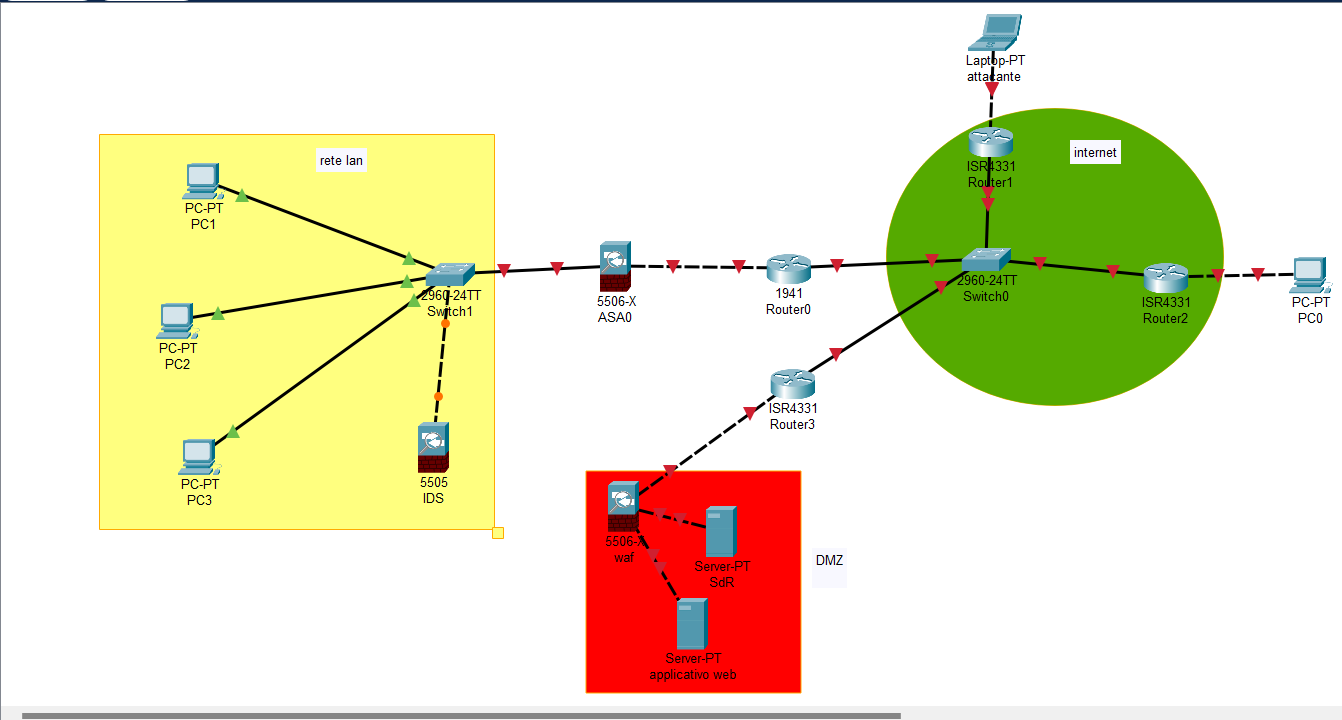 Laptop-PT
attaccante
rete lan
internet
PC-PT
PC1
ISR4331
Router1
2960-24TT
Switch1
5506-X
ASA0
1941
Router0
2960-24TT
Switch0
ISR4331
Router2
PC-PT
PC0
PC-PT
PC2
ISR4331
Router3
PC-PT
PC3
5505
IDS
5506-X
waf
Server-PT
SdR
DMZ
Server-PT
applicativo web